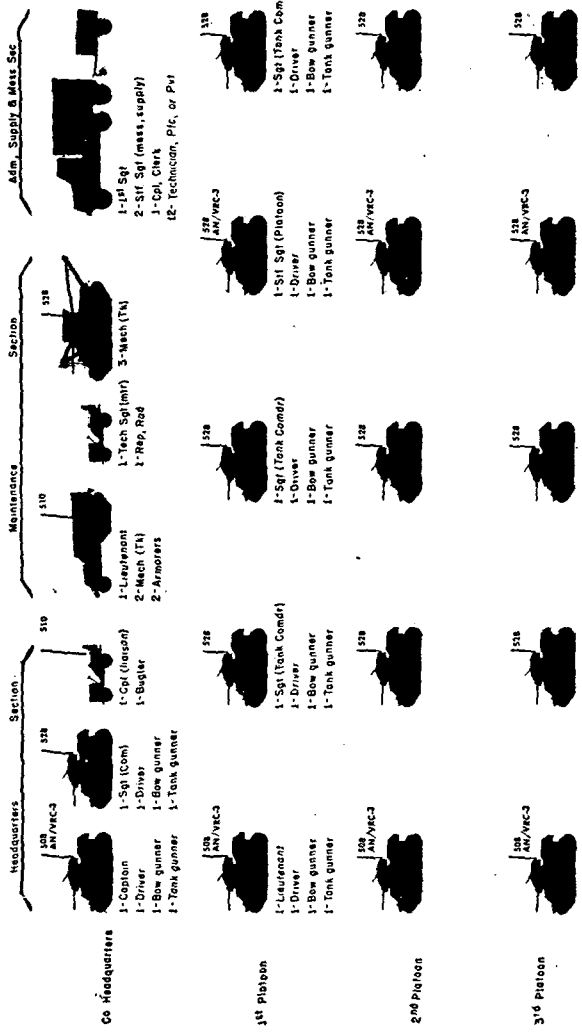 Headquarters Section
Maintenance Section
Adm, Supply & Mess Sec
Co Headquarters
508
AN/VRC-3
1-Captain
1-Driver
1-Bow gunner
1-Tank gunner
528
1-Sgt (Com)
1-Driver
1-Bow gunner
1-Tank gunner
510
1-Cpl (liaison)
1-Bugler
510
1-Lieutenant
2-Mech (Tk)
2-Armorers
1-Tech Sgt (mtr)
1-Rep, Rad
528
3-Mech (Tk)
1-1st Sgt
2-Stf Sgt (mess, supply)
1-Cpl, Clerk
12-Technician, Pfc, or Pvt
1st Platoon
508
AN/VRC-3
1-Lieutenant
1-Driver
1-Bow gunner
1-Tank gunner
528
1-Sgt (Tank Comdr)
1-Driver
1-Bow gunner
1-Tank gunner
528
1-Sgt (Tank Comdr)
1-Driver
1-Bow gunner
1-Tank gunner
528
AN/VRC-3
1-Stf Sgt (Platoon)
1-Driver
1-Bow gunner
1-Tank gunner
528
1-Sgt (Tank Com
1-Driver
1-Bow gunner
1-Tank gunner
2nd Platoon
508
AN/VRC-3
528
528
528
AN/VRC-3
528
3rd Platoon
508
AN/VRC-3
528
528
528
AN/VRC-3
528